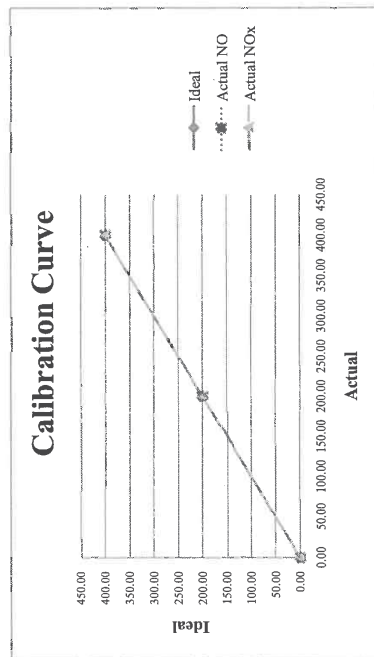 Calibration Curve
450.00
400.00
350.00
300.00
250.00
200.00
150.00
100.00
50.00
0.00
Ideal
0.00 50.00 100.00 150.00 200.00 250.00 300.00 350.00 400.00 450.00
Actual
Ideal
Actual NO
Actual NOx